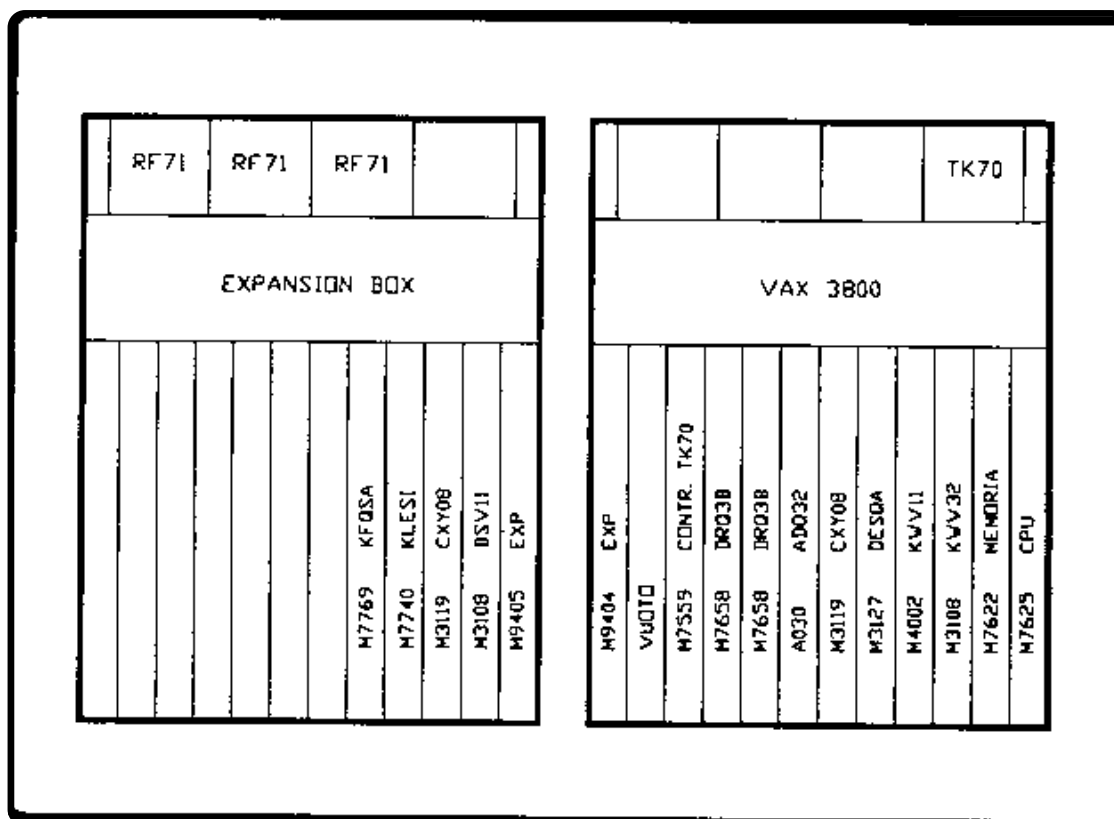 RF71 RF71 RF71
EXPANSION BOX
M7769 KFQSA
M7740 KLESI
M3119 CXY08
M3108 DSV11
M9405 EXP
TK70
VAX 3800
M9404 EXP
VUOTO
M7559 CONTR. TK70
M7658 DRQ3B
M7658 DRQ3B
A030 ADQ32
M3119 CXY08
M3127 DESQA
M4002 KWV11
M3108 KWV32
M7622 MEMORIA
M7625 CPU